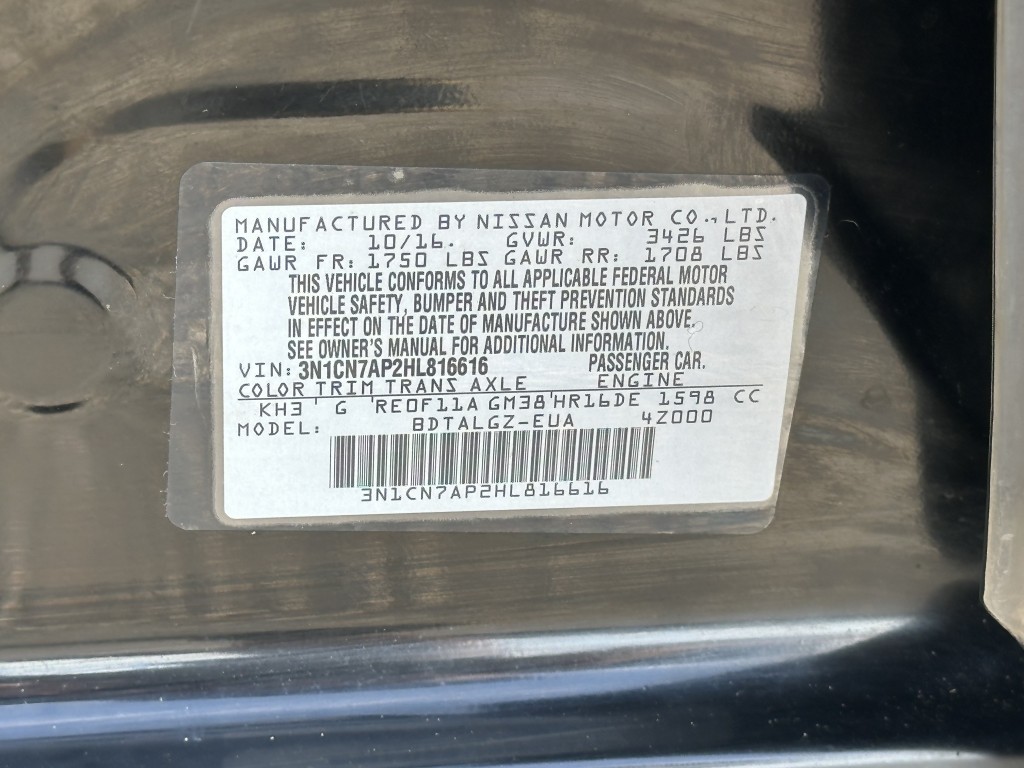 MANUFACTURED BY NISSAN MOTOR CO.,LTD.
DATE: 10/16. GVWR: 3426 LBS
GAWR FR: 1750 LBS GAWR RR: 1708 LBS
THIS VEHICLE CONFORMS TO ALL APPLICABLE FEDERAL MOTOR
VEHICLE SAFETY, BUMPER AND THEFT PREVENTION STANDARDS
IN EFFECT ON THE DATE OF MANUFACTURE SHOWN ABOVE.
SEE OWNER'S MANUAL FOR ADDITIONAL INFORMATION.
VIN: 3N1CN7AP2HL816616 PASSENGER CAR.
COLOR TRIM TRANS AXLE ENGINE
KH3 G RE0F11A GM38 HR16DE 1598 CC
MODEL: BDTALGZ-EUA 4Z000
3N1CN7AP2HL816616